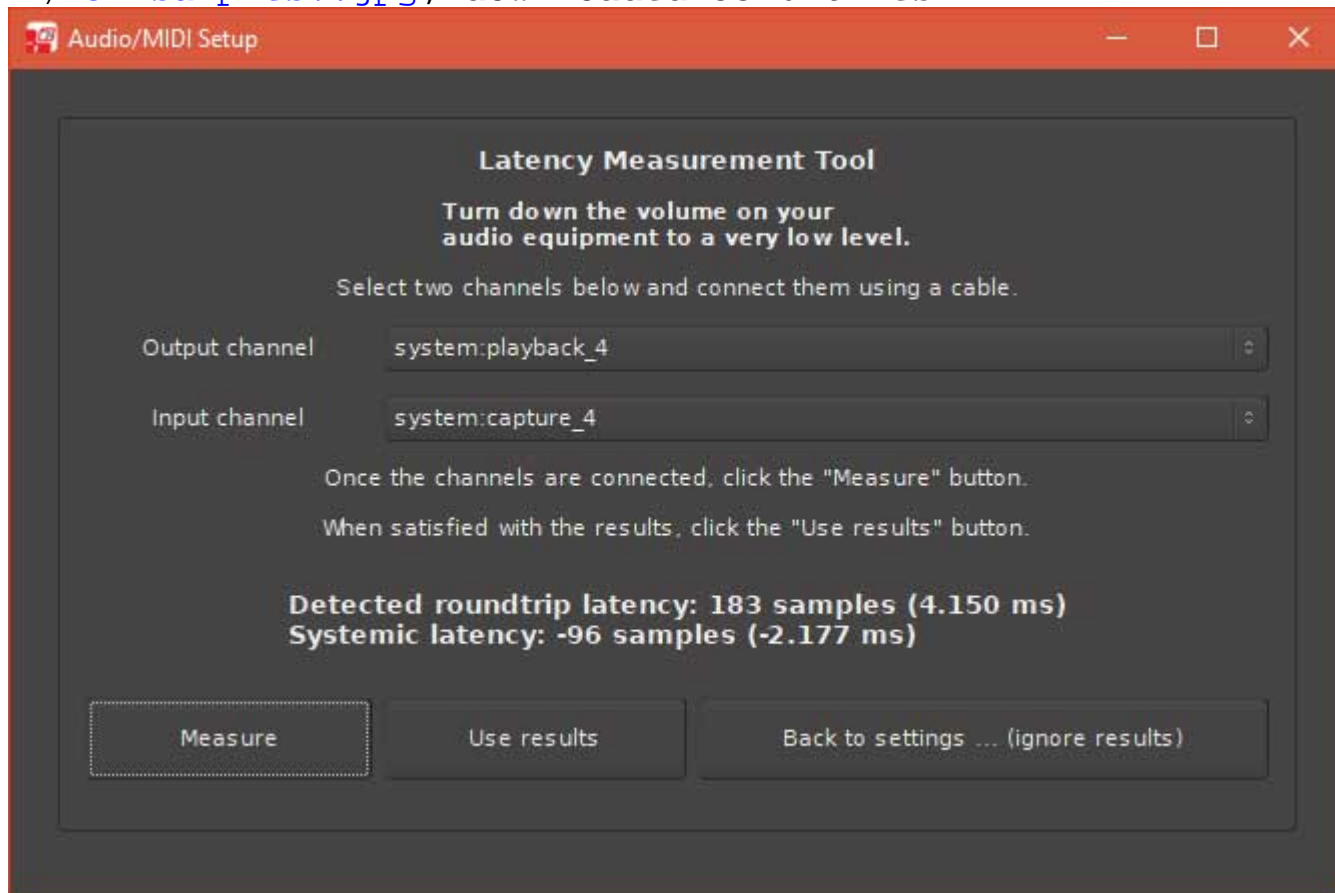 Audio/MIDI Setup
Latency Measurement Tool
Turn down the volume on your
audio equipment to a very low level.
Select two channels below and connect them using a cable.
Output channel system:playback_4
Input channel system:capture_4
Once the channels are connected, click the "Measure" button.
When satisfied with the results, click the "Use results" button.
Detected roundtrip latency: 183 samples (4.150 ms)
Systemic latency: -96 samples (-2.177 ms)
Measure Use results Back to settings ... (ignore results)